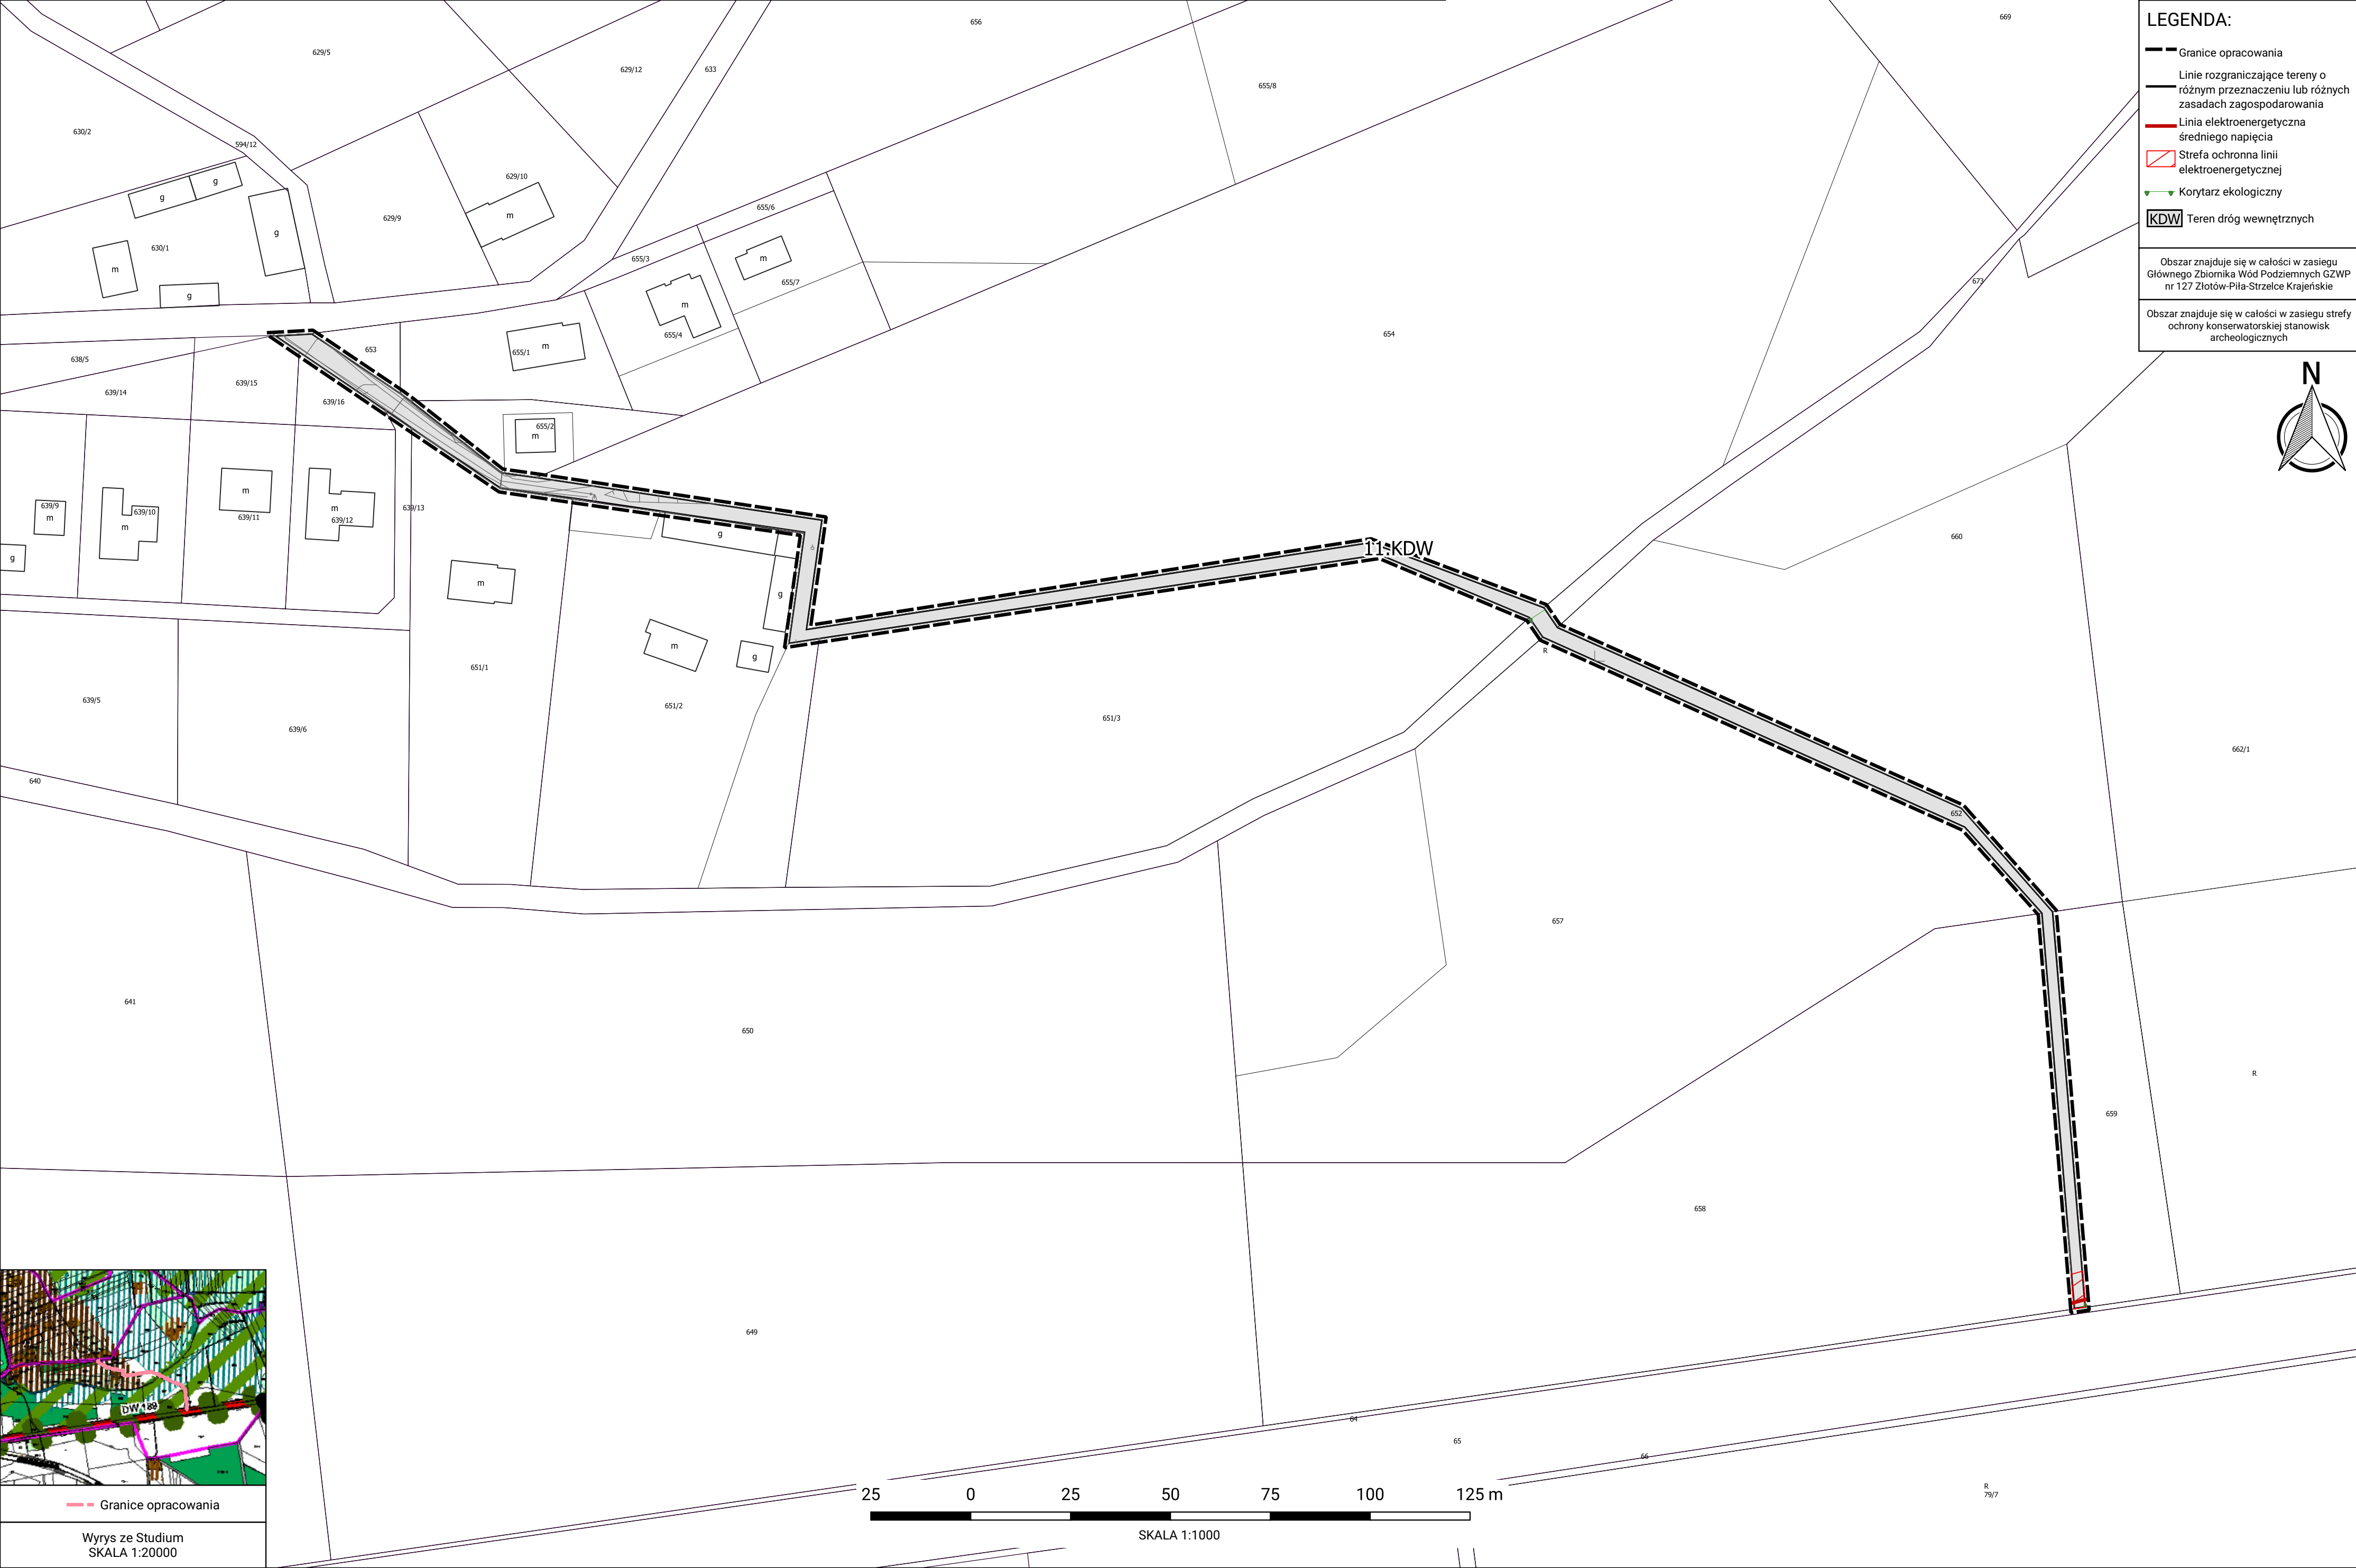 656
669
629/5
629/12
633
655/8
630/2
594/12
g
g
629/10
m
629/9
g
655/6
630/1
m
g
655/3
m
655/7
m
655/4
673
654
638/5
653
655/1
m
639/14
639/15
639/16
655/2
m
639/9
m
639/10
m
m
639/11
m
639/12
639/13
g
g
11.KDW
660
m
g
R
m
g
651/1
651/2
651/3
639/5
639/6
640
662/1
652
657
641
650
R
659
658
649
64
65
66
R
79/7
LEGENDA:
Granice opracowania
Linie rozgraniczające tereny o
różnym przeznaczeniu lub różnych
zasadach zagospodarowania
Linia elektroenergetyczna
średniego napięcia
Strefa ochronna linii
elektroenergetycznej
Korytarz ekologiczny
KDW Teren dróg wewnętrznych
Obszar znajduje się w całości w zasiegu
Głównego Zbiornika Wód Podziemnych GZWP
nr 127 Złotów-Piła-Strzelce Krajeńskie
Obszar znajduje się w całości w zasiegu strefy
ochrony konserwatorskiej stanowisk
archeologicznych
N
DW 189
Granice opracowania
Wyrys ze Studium
SKALA 1:20000
25 0 25 50 75 100 125 m
SKALA 1:1000